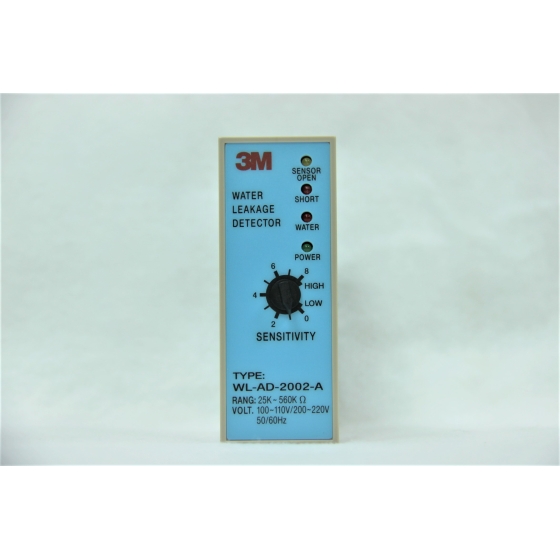 3M
SENSOR
OPEN
WATER
LEAKAGE
DETECTOR
SHORT
WATER
POWER
6
8
HIGH
4
LOW
2
0
SENSITIVITY
TYPE:
WL-AD-2002-A
RANG: 25K~560K Ω
VOLT. 100~110V/200~220V
50/60Hz